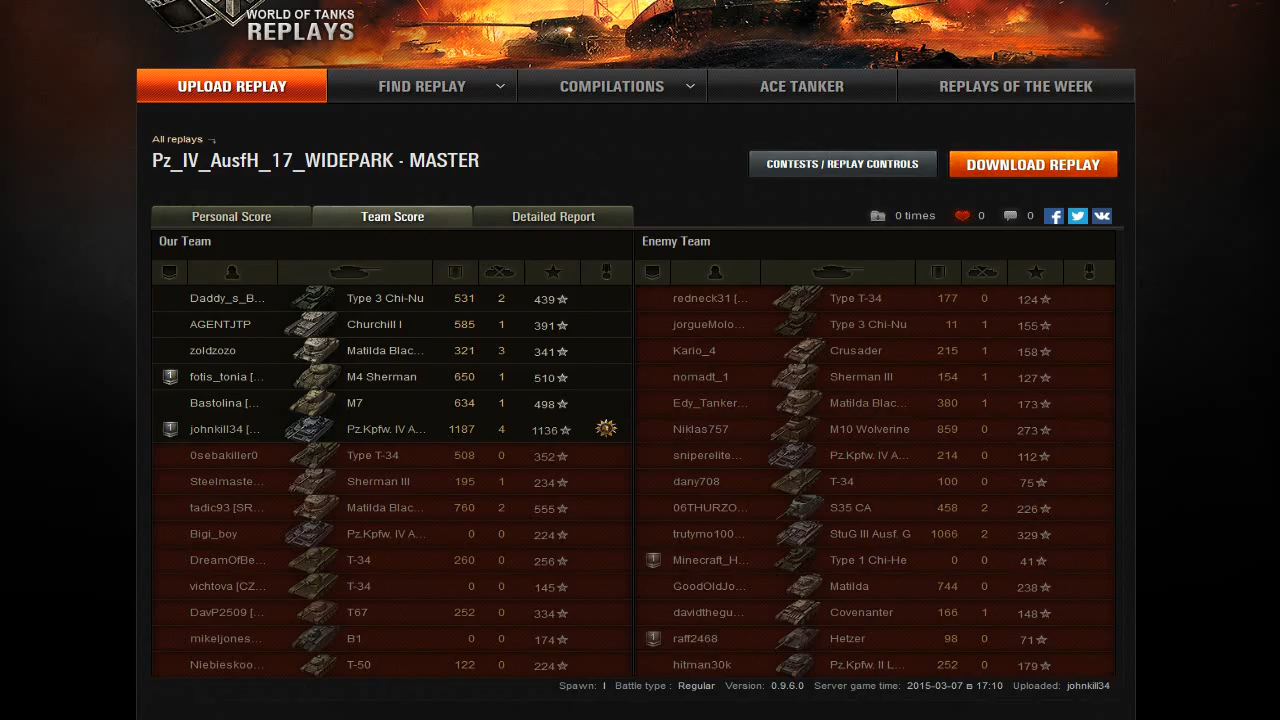 WORLD OF TANKS
REPLAYS
UPLOAD REPLAY FIND REPLAY COMPILATIONS ACE TANKER REPLAYS OF THE WEEK
All replays
Pz_IV_AusfH_17_WIDEPARK - MASTER
CONTESTS / REPLAY CONTROLS DOWNLOAD REPLAY
Personal Score Team Score Detailed Report 0 times 0 0
Our Team Enemy Team
Daddy_s_B... Type 3 Chi-Nu 531 2 439 redneck31 [... Type T-34 177 0 124
AGENTJTP Churchill I 585 1 391 jorgueMolo... Type 3 Chi-Nu 11 1 155
zoldzozo Matilda Blac... 321 3 341 Kario_4 Crusader 215 1 158
1 fotis_tonia [... M4 Sherman 650 1 510 nomadt_1 Sherman III 154 1 127
Bastolina [... M7 634 1 498 Edy_Tanker... Matilda Blac... 380 1 173
1 johnkill34 [... Pz.Kpfw. IV A... 1187 4 1136 Niklas757 M10 Wolverine 859 0 273
0sebakiller0 Type T-34 508 0 352 sniperelite... Pz.Kpfw. IV A... 214 0 112
Steelmaste... Sherman III 195 1 234 dany708 T-34 100 0 75
tadic93 [SR... Matilda Blac... 760 2 555 06THURZO... S35 CA 458 2 226
Bigi_boy Pz.Kpfw. IV A... 0 0 224 trutymo100... StuG III Ausf. G 1066 2 329
DreamOfBe... T-34 260 0 256 1 Minecraft_H... Type 1 Chi-He 0 0 41
vichtova [CZ... T-34 0 0 145 GoodOldJo... Matilda 744 0 238
DavP2509 [... T67 252 0 334 davidthegu... Covenanter 166 1 148
mikeljones... B1 0 0 174 1 raff2468 Hetzer 98 0 71
Niebieskoo... T-50 122 0 224 hitman30k Pz.Kpfw. II L... 252 0 179
Spawn: I Battle type : Regular Version: 0.9.6.0 Server game time: 2015-03-07 в 17:10 Uploaded: johnkill34